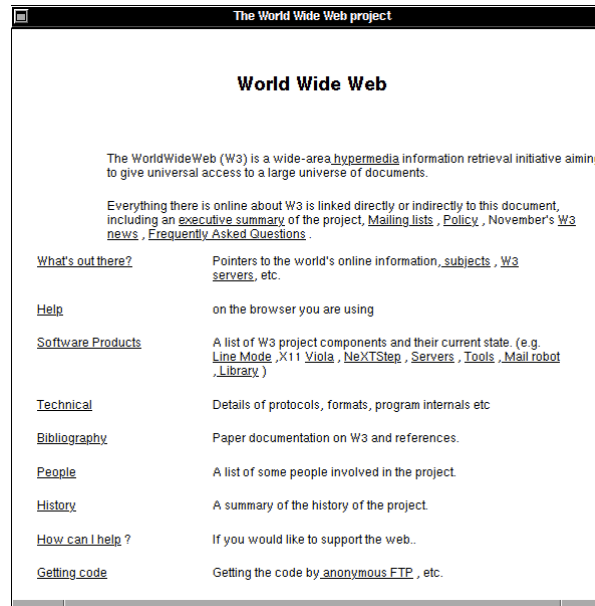 The World Wide Web project
World Wide Web
The WorldWideWeb (W3) is a wide-area hypermedia information retrieval initiative aimin
to give universal access to a large universe of documents.
Everything there is online about W3 is linked directly or indirectly to this document,
including an executive summary of the project, Mailing lists , Policy , November's W3
news , Frequently Asked Questions .
What's out there? Pointers to the world's online information, subjects , W3
servers, etc.
Help on the browser you are using
Software Products A list of W3 project components and their current state. (e.g.
Line Mode ,X11 Viola , NeXTStep , Servers , Tools , Mail robot
, Library )
Technical Details of protocols, formats, program internals etc
Bibliography Paper documentation on W3 and references.
People A list of some people involved in the project.
History A summary of the history of the project.
How can I help ? If you would like to support the web..
Getting code Getting the code by anonymous FTP , etc.